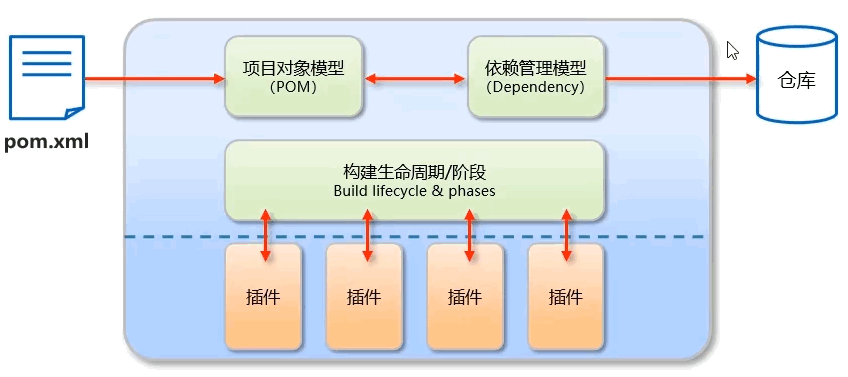 项目对象模型
（POM）
依赖管理模型
（Dependency）
仓库
pom.xml
构建生命周期/阶段
Build lifecycle & phases
插件
插件
插件
插件